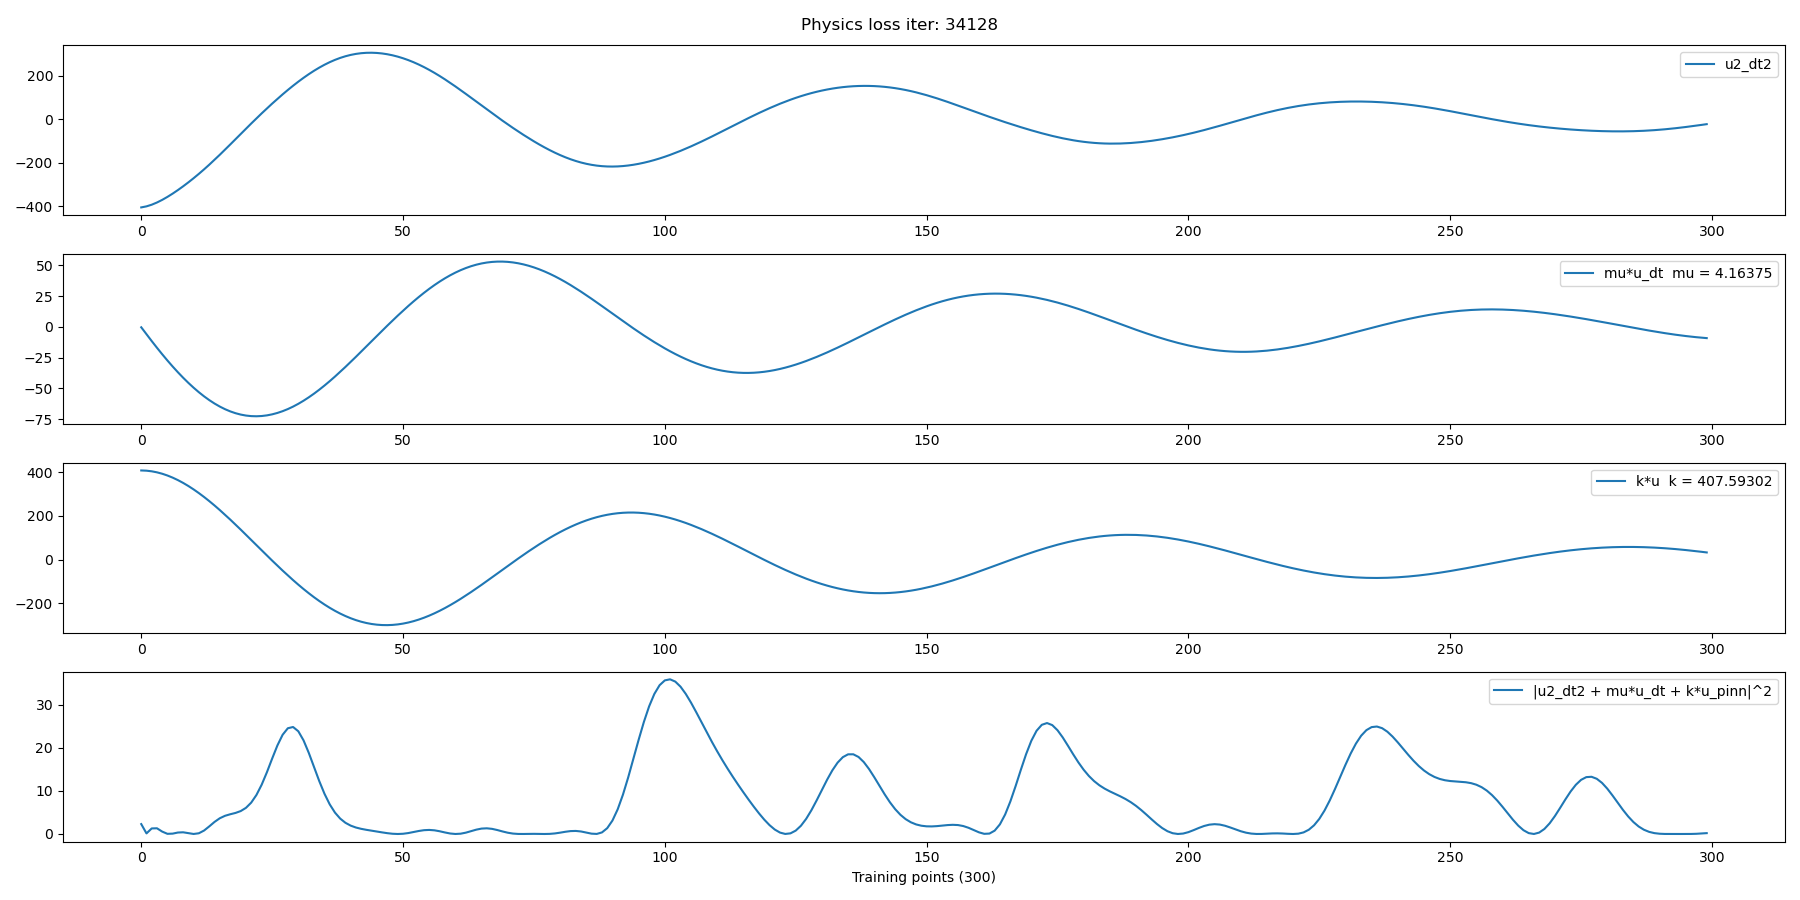 Physics loss iter: 34128
200
0
−200
−400
u2_dt2
0 50 100 150 200 250 300
50
25
0
−25
−50
−75
mu*u_dt  mu = 4.16375
0 50 100 150 200 250 300
400
200
0
−200
k*u  k = 407.59302
0 50 100 150 200 250 300
30
20
10
0
|u2_dt2 + mu*u_dt + k*u_pinn|^2
0 50 100 150 200 250 300
Training points (300)